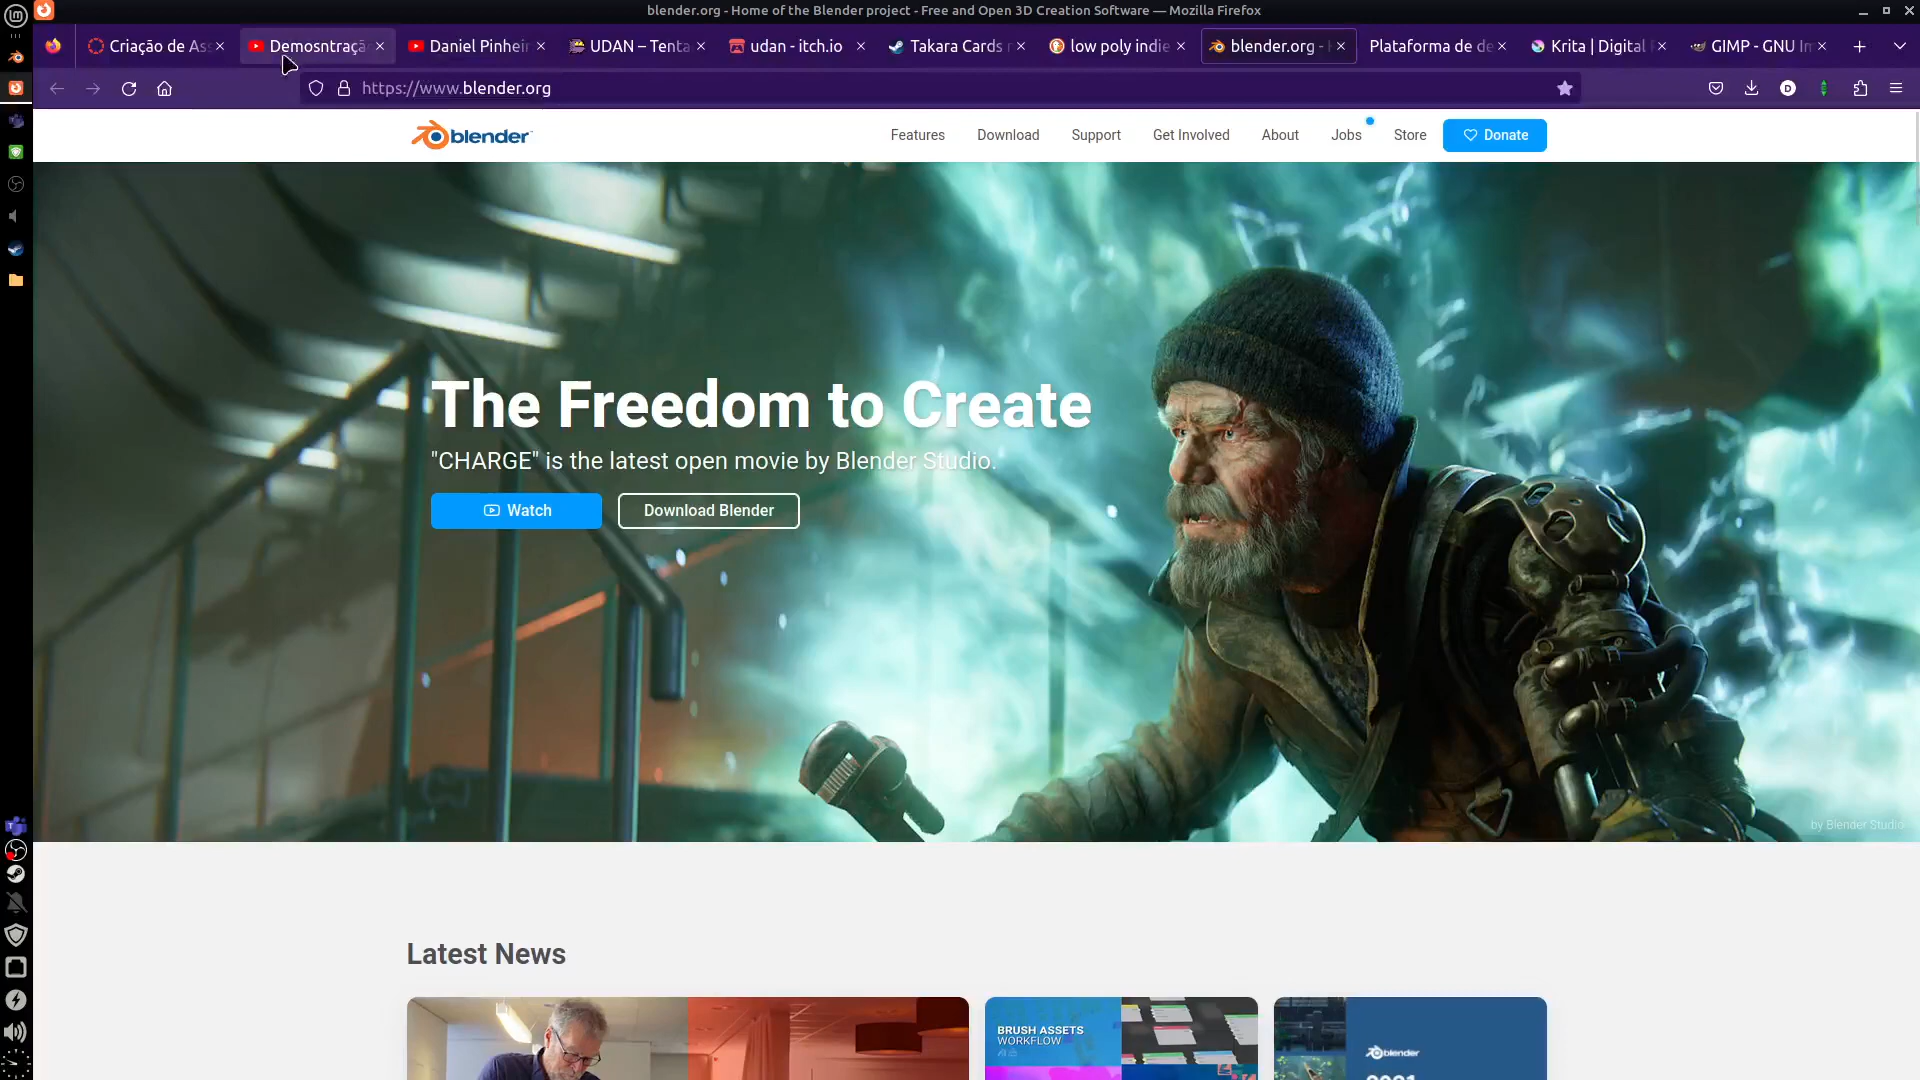 blender.org - Home of the Blender project - Free and Open 3D Creation Software — Mozilla Firefox
Criação de Ass
Demosntraçã
Daniel Pinheir
UDAN – Tenta
udan - itch.io
Takara Cards
low poly indie
blender.org -
Plataforma de de
Krita | Digital
GIMP - GNU Im
https://www.blender.org
D
blender
Features
Download
Support
Get Involved
About
Jobs
Store
Donate
The Freedom to Create
"CHARGE" is the latest open movie by Blender Studio.
Watch
Download Blender
by Blender Studio
Latest News
BRUSH ASSETS
WORKFLOW
blender